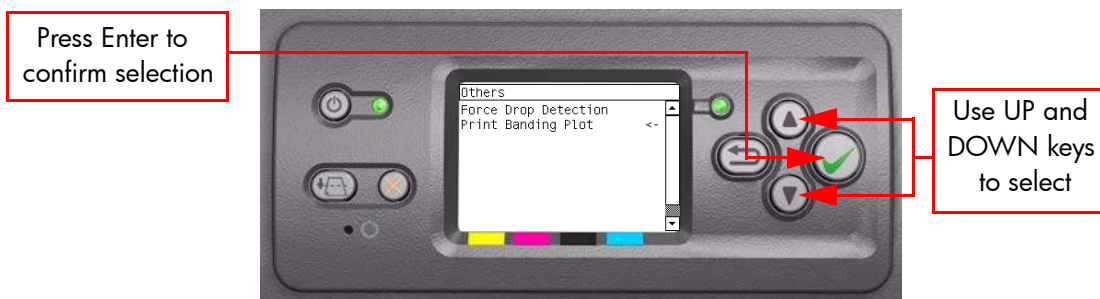 Press Enter to
confirm selection
Others
Force Drop Detection
Print Banding Plot <-
Use UP and
DOWN keys
to select